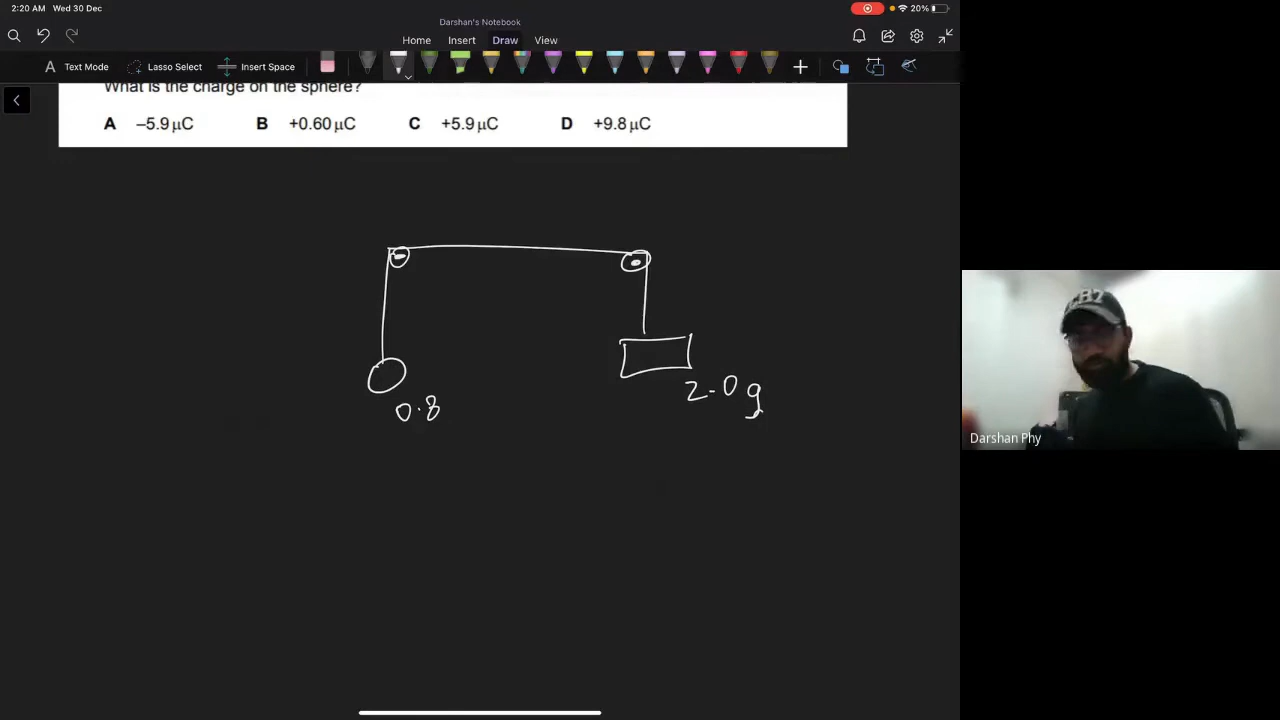 2:20 AM Wed 30 Dec
20%
Darshan's Notebook
Home Insert Draw View
Text Mode Lasso Select Insert Space
What is the charge on the sphere?
A –5.9 µC B +0.60 µC C +5.9 µC D +9.8 µC
0.8
2.0 g
Darshan Phy